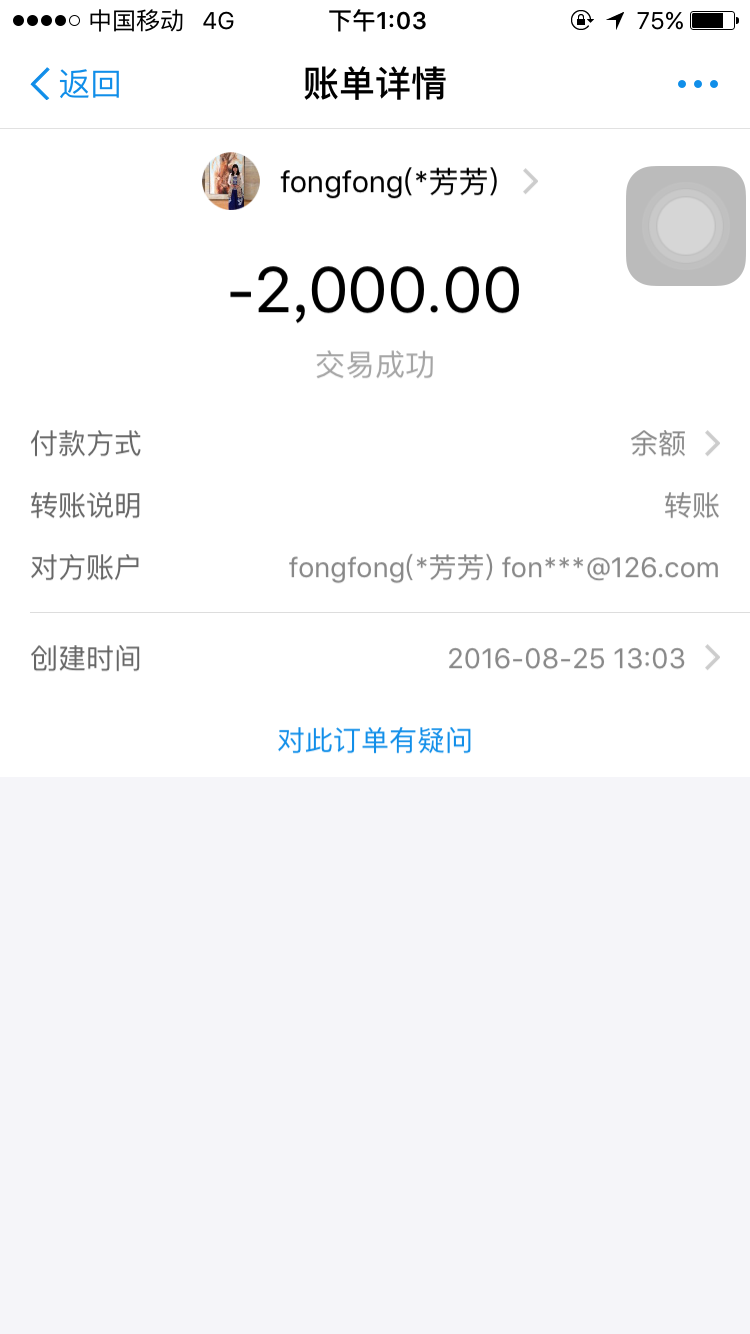 中国移动 4G 下午1:03 75%
返回 账单详情
fongfong(*芳芳)
-2,000.00
交易成功
付款方式 余额
转账说明 转账
对方账户 fongfong(*芳芳) fon***@126.com
创建时间 2016-08-25 13:03
对此订单有疑问